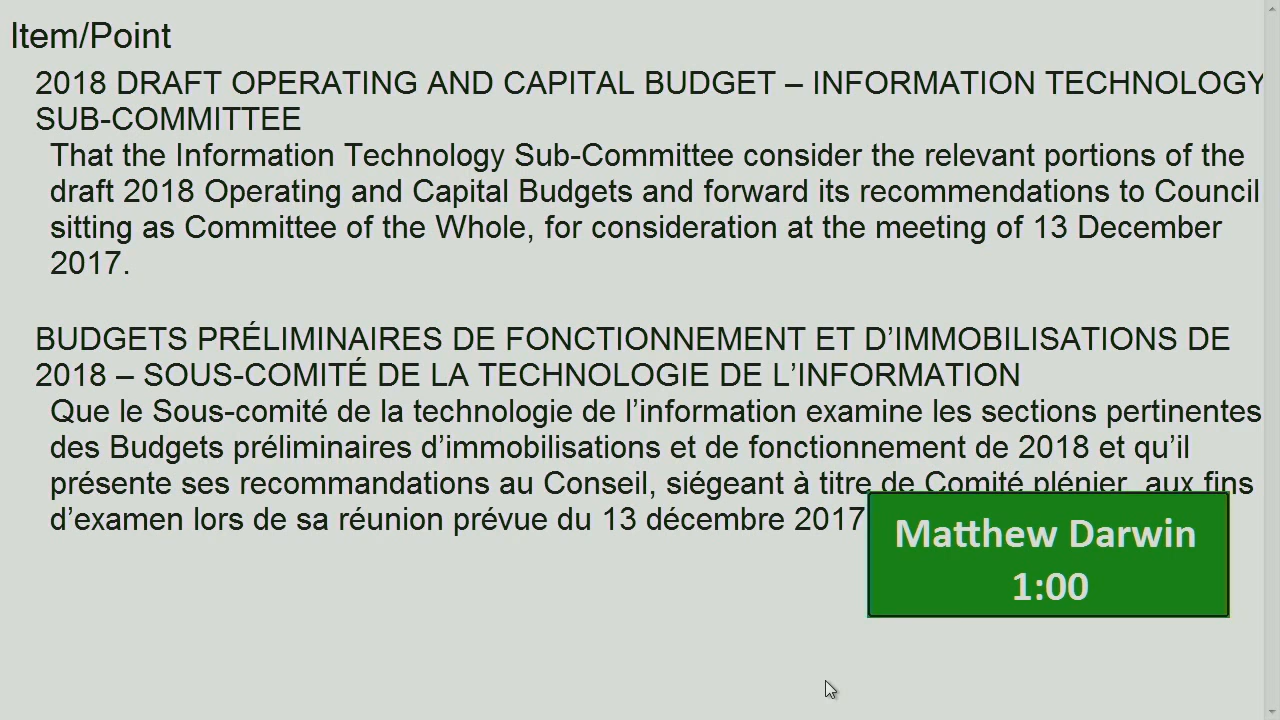 Item/Point
2018 DRAFT OPERATING AND CAPITAL BUDGET – INFORMATION TECHNOLOGY
SUB-COMMITTEE
That the Information Technology Sub-Committee consider the relevant portions of the
draft 2018 Operating and Capital Budgets and forward its recommendations to Council
sitting as Committee of the Whole, for consideration at the meeting of 13 December
2017.
BUDGETS PRÉLIMINAIRES DE FONCTIONNEMENT ET D’IMMOBILISATIONS DE
2018 – SOUS-COMITÉ DE LA TECHNOLOGIE DE L’INFORMATION
Que le Sous-comité de la technologie de l’information examine les sections pertinentes
des Budgets préliminaires d’immobilisations et de fonctionnement de 2018 et qu’il
présente ses recommandations au Conseil, siégeant à titre de Comité plénier, aux fins
d’examen lors de sa réunion prévue du 13 décembre 2017
Matthew Darwin
1:00